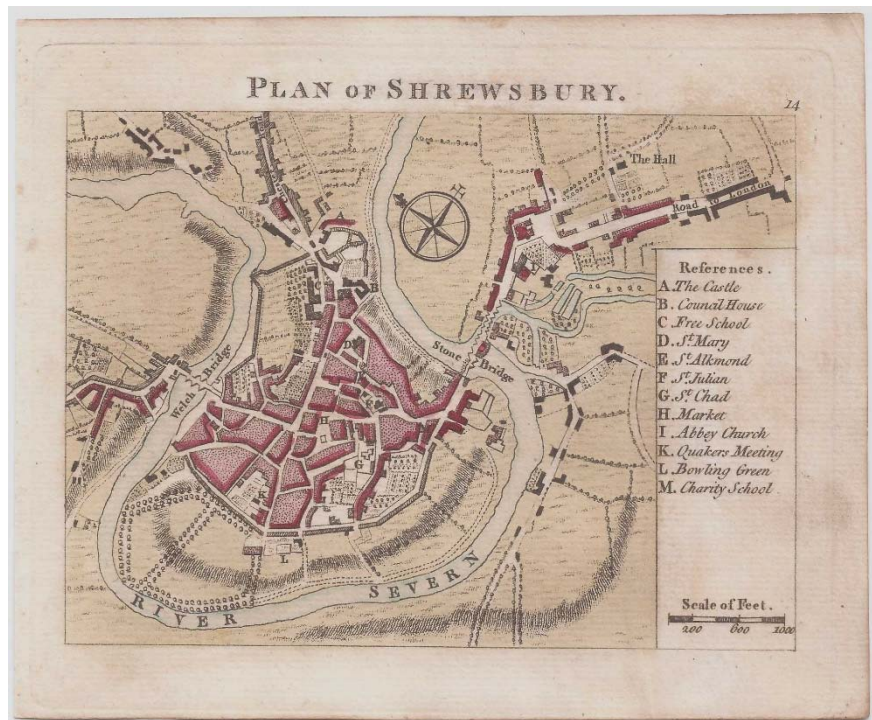 PLAN OF SHREWSBURY.
14
The Hall
Road to London
A
B
C
D
I
Stone Bridge
Welch Bridge
H
G
K
L
RIVER SEVERN
References.
A. The Castle
B. Council House
C. Free School
D. St. Mary
E. St. Alkmond
F. St. Julian
G. St. Chad
H. Market
I. Abbey Church
K. Quakers Meeting
L. Bowling Green
M. Charity School
Scale of Feet.
200 600 1000